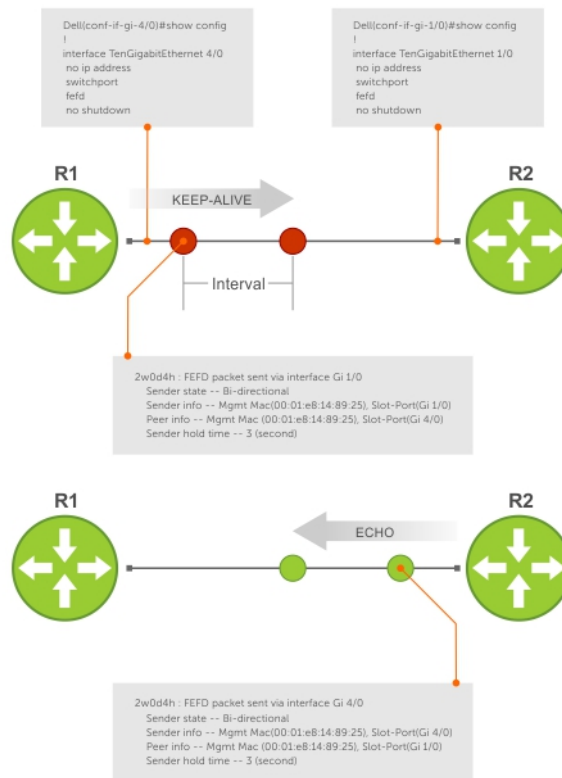 Dell(conf-if-gi-4/0)#show config
!
interface TenGigabitEthernet 4/0
no ip address
switchport
fefd
no shutdown
Dell(conf-if-gi-1/0)#show config
!
interface TenGigabitEthernet 1/0
no ip address
switchport
fefd
no shutdown
R1
R2
KEEP-ALIVE
Interval
2w0d4h : FEFD packet sent via interface Gi 1/0
Sender state -- Bi-directional
Sender info -- Mgmt Mac(00:01:e8:14:89:25), Slot-Port(Gi 1/0)
Peer info -- Mgmt Mac (00:01:e8:14:89:25), Slot-Port(Gi 4/0)
Sender hold time -- 3 (second)
R1
R2
ECHO
2w0d4h : FEFD packet sent via interface Gi 4/0
Sender state -- Bi-directional
Sender info -- Mgmt Mac(00:01:e8:14:89:25), Slot-Port(Gi 4/0)
Peer info -- Mgmt Mac (00:01:e8:14:89:25), Slot-Port(Gi 1/0)
Sender hold time -- 3 (second)